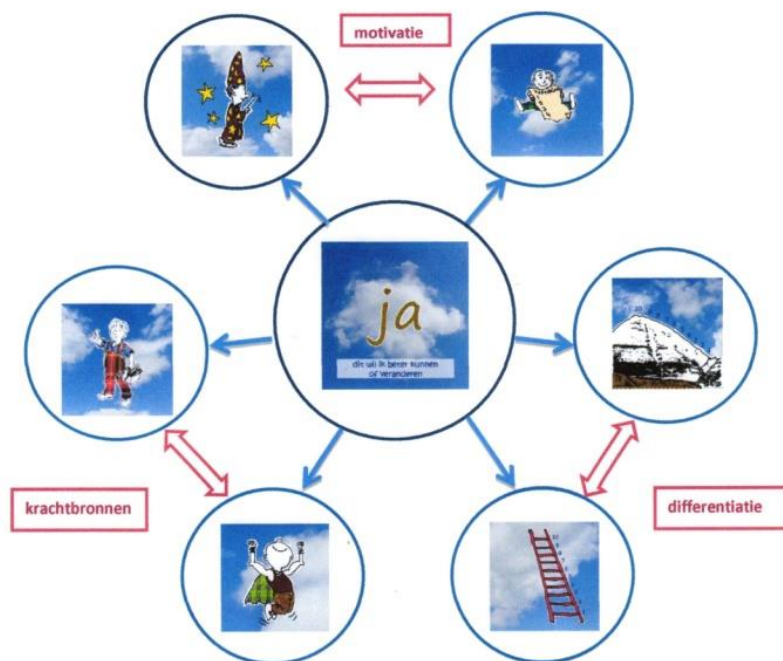 motivatie
ja
dit wil ik beter kunnen
of veranderen
krachtbronnen
differentiatie